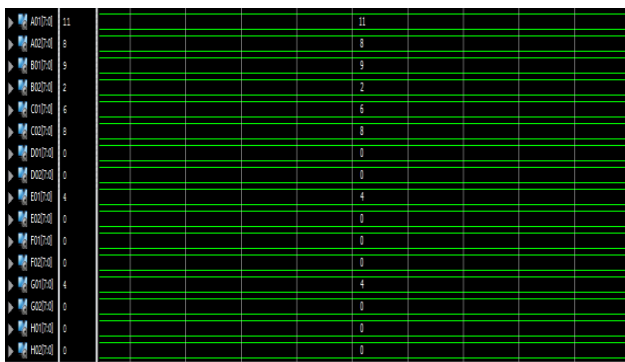 A01[7:0] 11 11
A02[7:0] 8 8
B01[7:0] 9 9
B02[7:0] 2 2
C01[7:0] 6 6
C02[7:0] 8 8
D01[7:0] 0 0
D02[7:0] 0 0
E01[7:0] 4 4
E02[7:0] 0 0
F01[7:0] 0 0
F02[7:0] 0 0
G01[7:0] 4 4
G02[7:0] 0 0
H01[7:0] 0 0
H02[7:0] 0 0